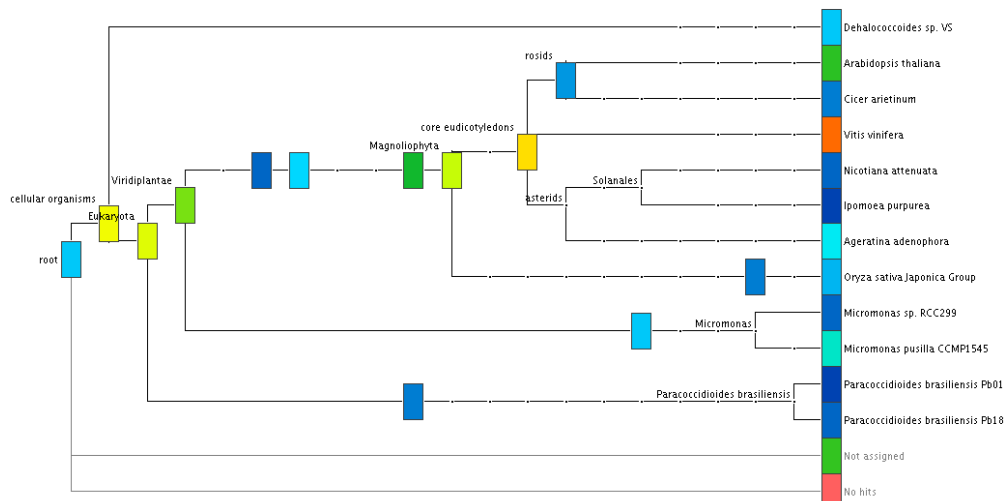 Dehalococcoides sp. VS
rosids
Arabidopsis thaliana
Cicer arietinum
core eudicotyledons
Vitis vinifera
Magnoliophyta
Nicotiana attenuata
Viridiplantae
Solanales
cellular organisms
asterids
Ipomoea purpurea
Eukaryota
Ageratina adenophora
root
Oryza sativa Japonica Group
Micromonas sp. RCC299
Micromonas
Micromonas pusilla CCMP1545
Paracoccidioides brasiliensis Pb01
Paracoccidioides brasiliensis
Paracoccidioides brasiliensis Pb18
Not assigned
No hits